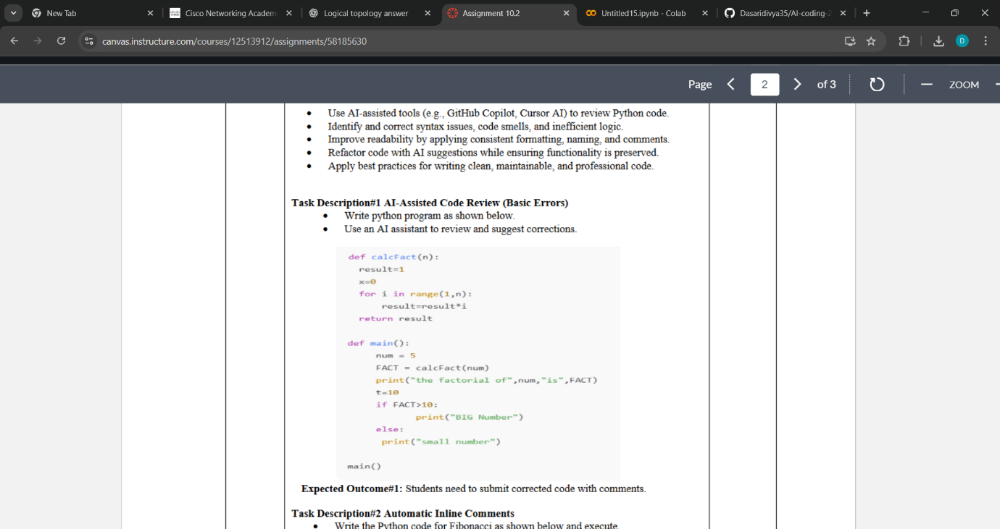 New Tab
Cisco Networking Academ
Logical topology answer
Assignment 10.2
Untitled15.ipynb - Colab
Dasaridivya35/AI-coding-2
canvas.instructure.com/courses/12513912/assignments/58185630
D
Page 2 of 3 ZOOM
• Use AI-assisted tools (e.g., GitHub Copilot, Cursor AI) to review Python code.
• Identify and correct syntax issues, code smells, and inefficient logic.
• Improve readability by applying consistent formatting, naming, and comments.
• Refactor code with AI suggestions while ensuring functionality is preserved.
• Apply best practices for writing clean, maintainable, and professional code.
Task Description#1 AI-Assisted Code Review (Basic Errors)
• Write python program as shown below.
• Use an AI assistant to review and suggest corrections.
def calcFact(n):
result=1
x=0
for i in range(1,n):
result=result*i
return result
def main():
num = 5
FACT = calcFact(num)
print("the factorial of",num,"is",FACT)
t=10
if FACT>10:
print("BIG Number")
else:
print("small number")
main()
Expected Outcome#1: Students need to submit corrected code with comments.
Task Description#2 Automatic Inline Comments
• Write the Python code for Fibonacci as shown below and execute.